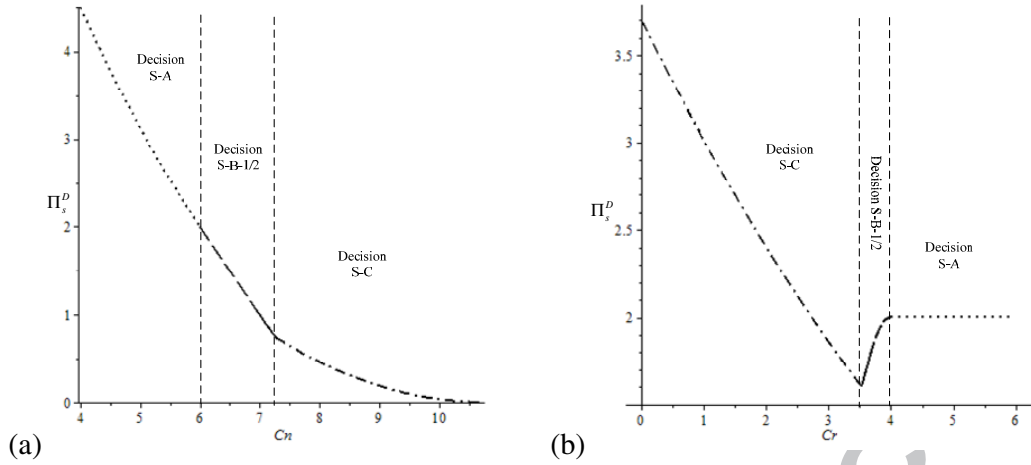 4
3
2
1
0
Π_s^D
Decision
S-A
Decision
S-B-1/2
Decision
S-C
4 5 6 7 8 9 10
Cn
(a)
3.5
3
2.5
2
Π_s^D
Decision
S-C
Decision S-B-1/2
Decision
S-A
0 1 2 3 4 5 6
Cr
(b)